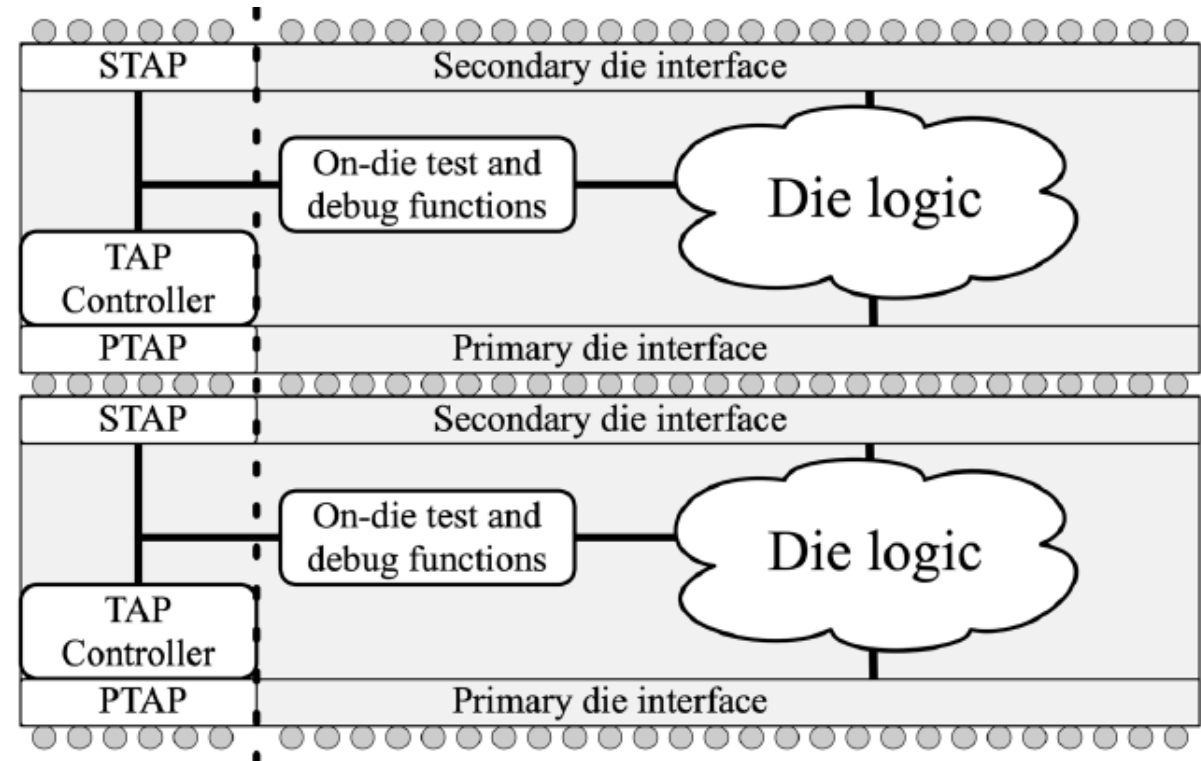 STAP
Secondary die interface
On-die test and
debug functions
Die logic
TAP
Controller
PTAP
Primary die interface
STAP
Secondary die interface
On-die test and
debug functions
Die logic
TAP
Controller
PTAP
Primary die interface